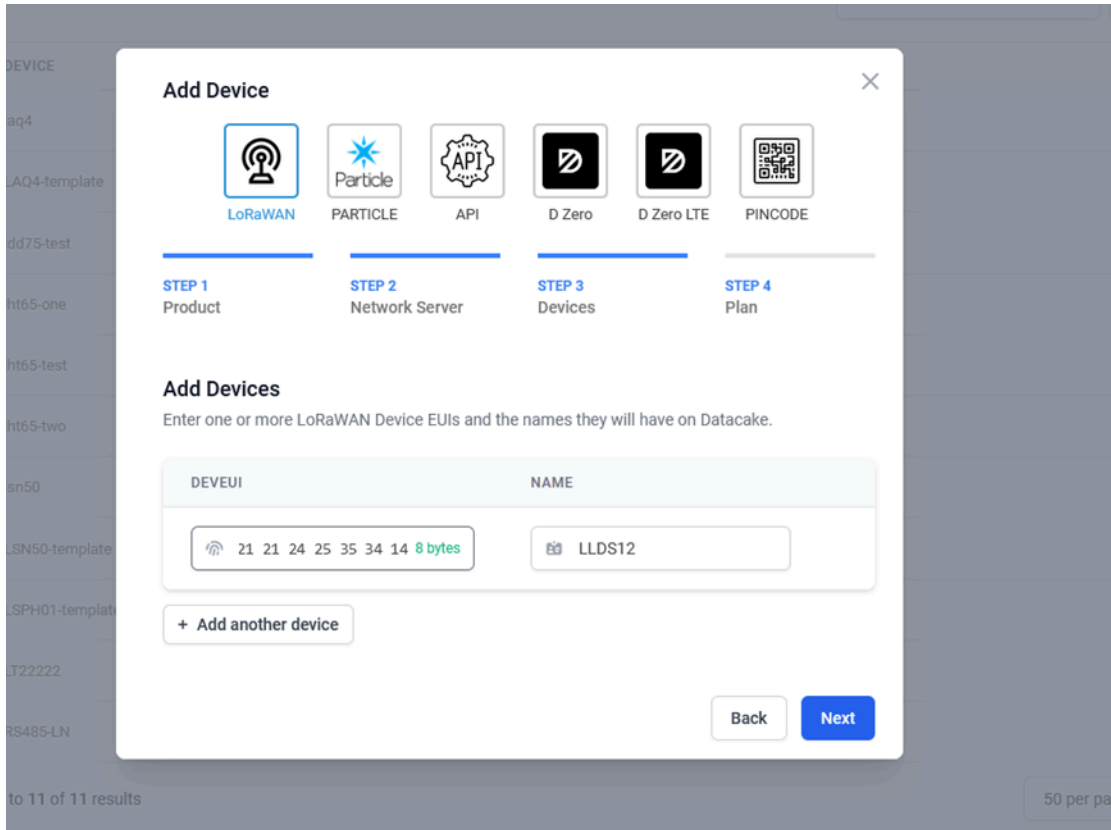 DEVICE
aq4
LAQ4-template
dd75-test
ht65-one
ht65-test
ht65-two
sn50
LSN50-template
LSPH01-template
LT22222
RS485-LN
to 11 of 11 results
50 per pa
Add Device
Particle
{API}
LoRaWAN PARTICLE API D Zero D Zero LTE PINCODE
STEP 1 STEP 2 STEP 3 STEP 4
Product Network Server Devices Plan
Add Devices
Enter one or more LoRaWAN Device EUIs and the names they will have on Datacake.
DEVEUI NAME
21 21 24 25 35 34 14 8 bytes LLDS12
+ Add another device
Back Next